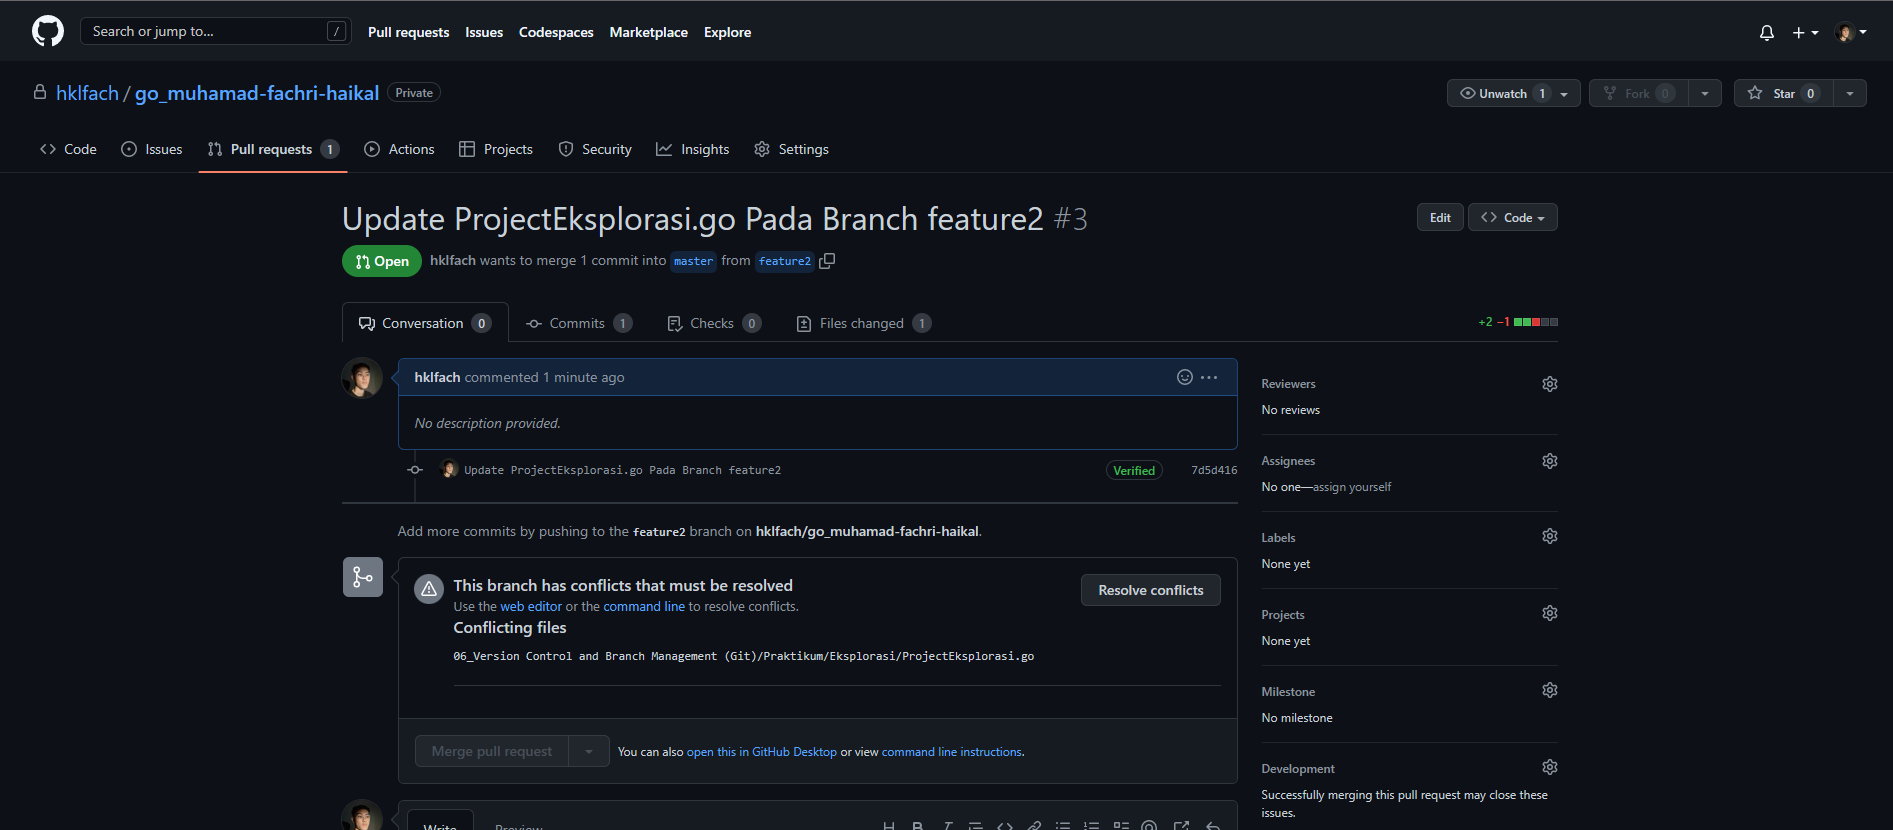 Search or jump to... /
Pull requests Issues Codespaces Marketplace Explore
hklfach / go_muhamad-fachri-haikal Private
Unwatch 1 Fork 0 Star 0
Code Issues Pull requests 1 Actions Projects Security Insights Settings
Update ProjectEksplorasi.go Pada Branch feature2 #3
Edit Code
Open hklfach wants to merge 1 commit into master from feature2
Conversation 0 Commits 1 Checks 0 Files changed 1
+2 −1
hklfach commented 1 minute ago
No description provided.
Update ProjectEksplorasi.go Pada Branch feature2 Verified 7d5d416
Add more commits by pushing to the feature2 branch on hklfach/go_muhamad-fachri-haikal.
This branch has conflicts that must be resolved
Use the web editor or the command line to resolve conflicts.
Resolve conflicts
Conflicting files
06_Version Control and Branch Management (Git)/Praktikum/Eksplorasi/ProjectEksplorasi.go
Merge pull request You can also open this in GitHub Desktop or view command line instructions.
Write Preview
Reviewers
No reviews
Assignees
No one—assign yourself
Labels
None yet
Projects
None yet
Milestone
No milestone
Development
Successfully merging this pull request may close these
issues.